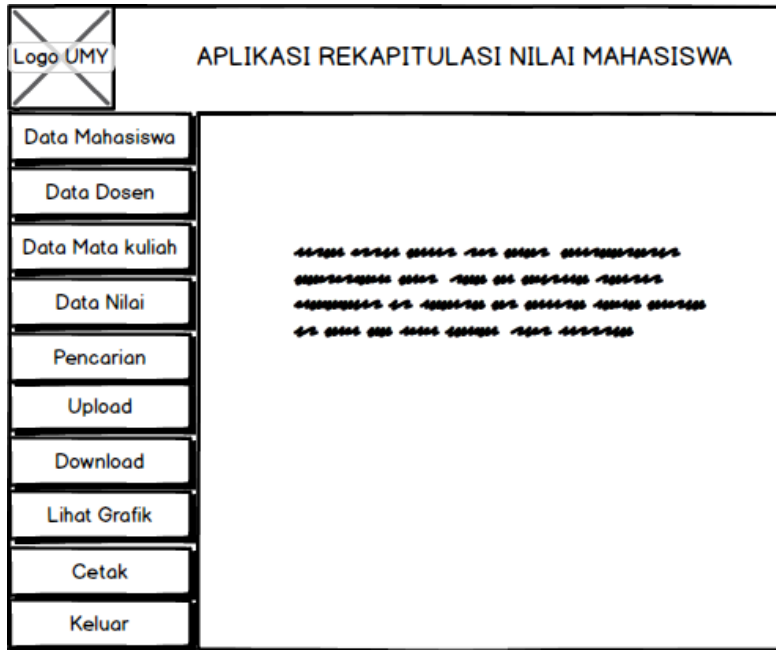 Logo UMY
APLIKASI REKAPITULASI NILAI MAHASISWA
Data Mahasiswa
Data Dosen
Data Mata kuliah
Data Nilai
Pencarian
Upload
Download
Lihat Grafik
Cetak
Keluar